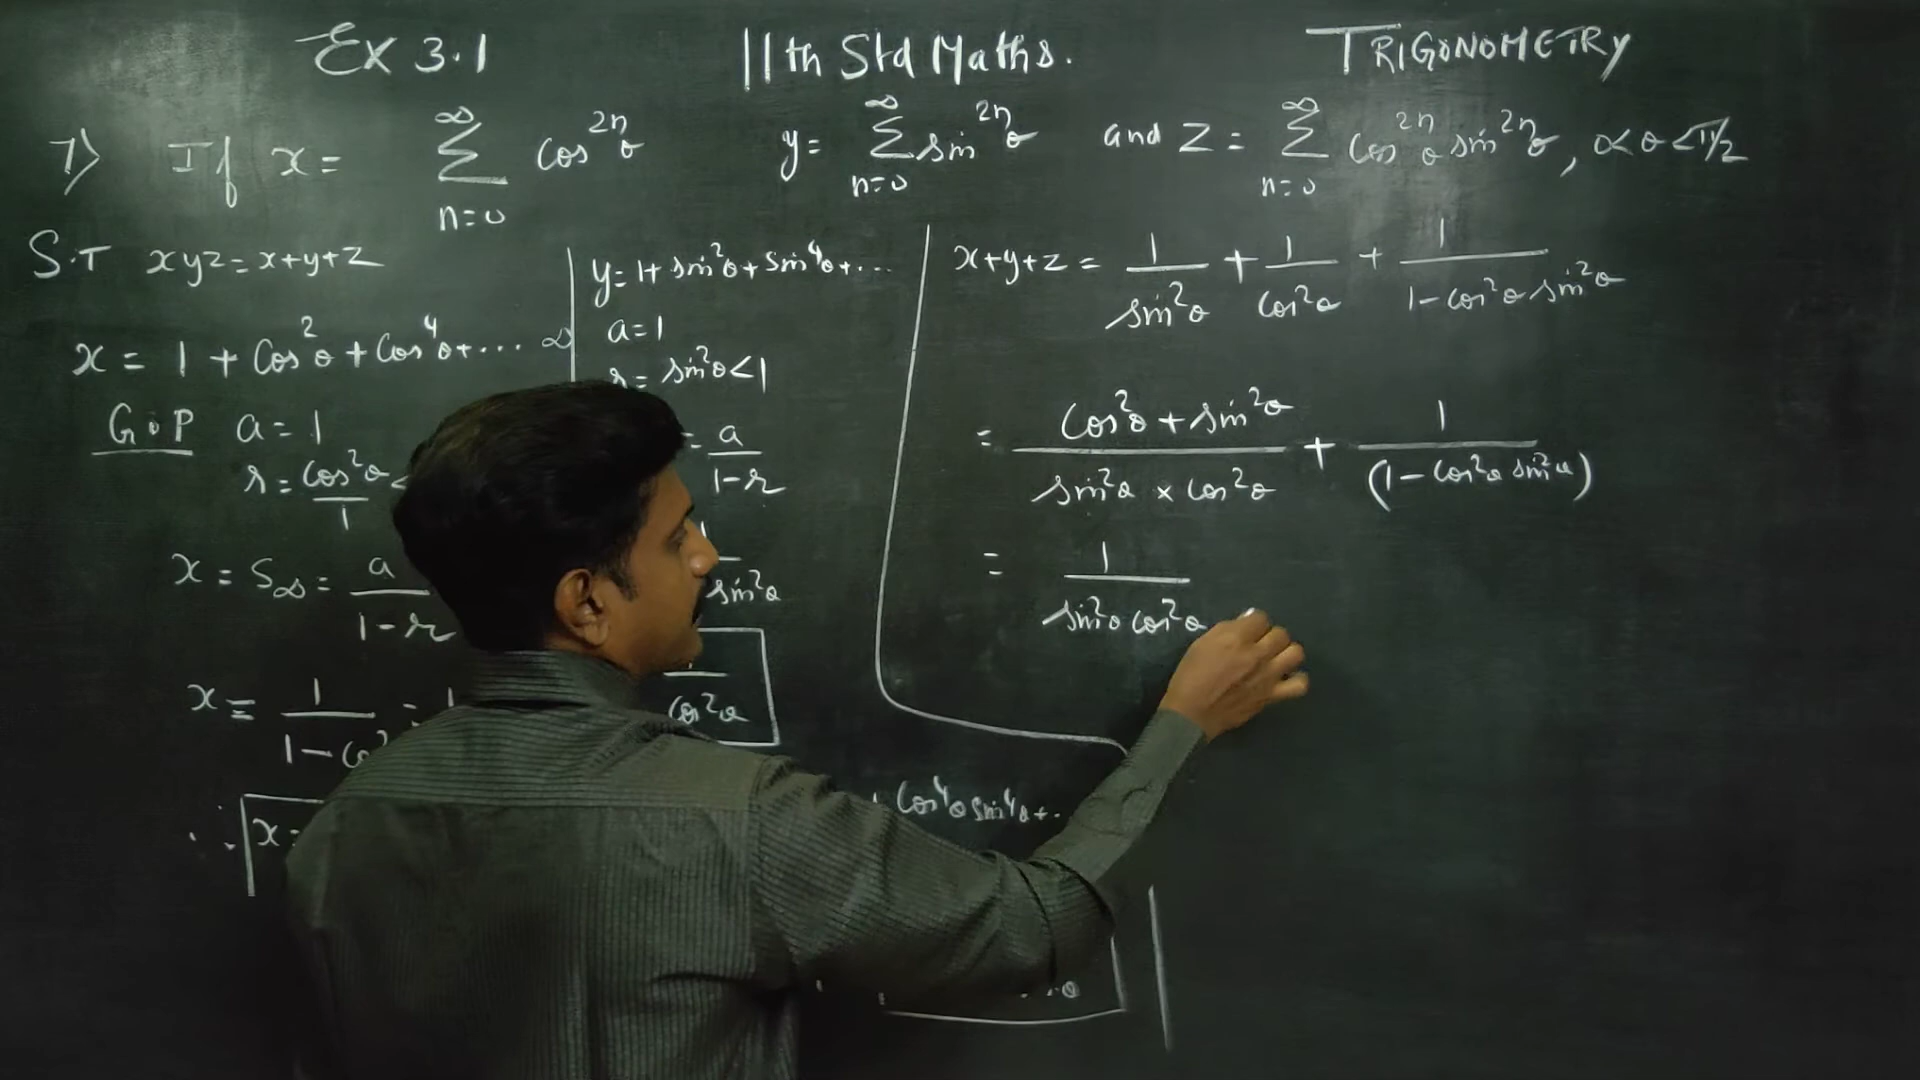 Ex 3.1 11th Std Maths. TRIGONOMETRY
7) If x = ∑_{n=0}^{∞} cos^{2n}θ y = ∑_{n=0}^{∞} sin^{2n}θ and z = ∑_{n=0}^{∞} cos^{2n}θ sin^{2n}θ, 0<θ<π/2
S.T xyz = x+y+z
x = 1 + cos²θ + cos⁴θ + ... ∞
G.P a = 1
r = cos²θ/1 <
x = S∞ = a/(1-r)
x = 1/(1-co
∴ x =
y = 1 + sin²θ + sin⁴θ + ...
a = 1
r = sin²θ < 1
= a/(1-r)
sin²θ
cos²θ
cos⁴θ sin⁴θ + .
x+y+z = 1/sin²θ + 1/cos²θ + 1/(1-cos²θ sin²θ)
= (cos²θ + sin²θ)/(sin²θ × cos²θ) + 1/(1-cos²θ sin²θ)
= 1/(sin²θ cos²θ)